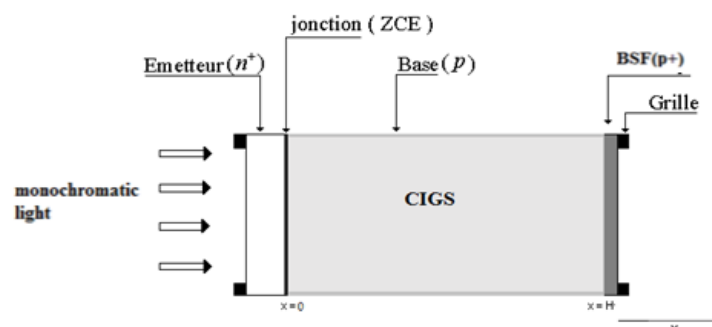 jonction ( ZCE )
Emetteur(n⁺)
Base(p)
BSF(p+)
Grille
monochromatic
light
CIGS
x = 0
x = H
x